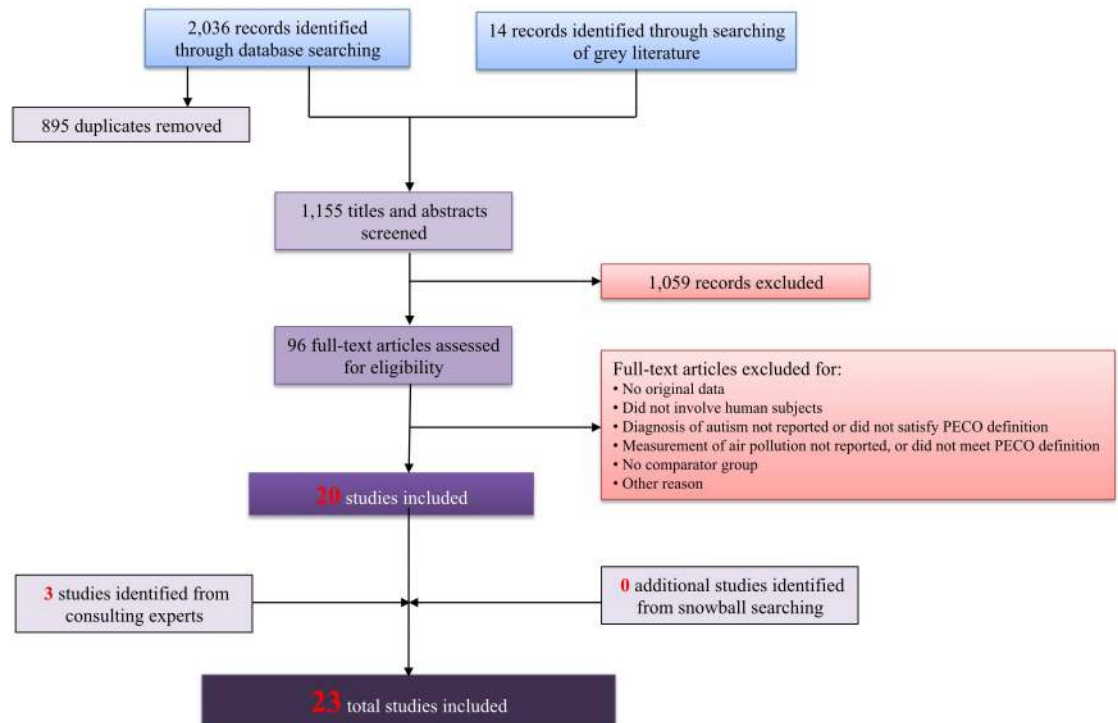 2,036 records identified
through database searching
14 records identified through searching
of grey literature
895 duplicates removed
1,155 titles and abstracts
screened
1,059 records excluded
96 full-text articles assessed
for eligibility
Full-text articles excluded for:
• No original data
• Did not involve human subjects
• Diagnosis of autism not reported or did not satisfy PECO definition
• Measurement of air pollution not reported, or did not meet PECO definition
• No comparator group
• Other reason
20 studies included
3 studies identified from
consulting experts
0 additional studies identified
from snowball searching
23 total studies included